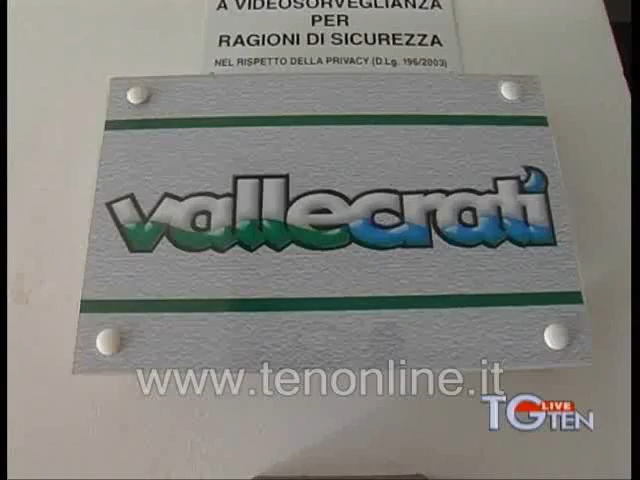 A VIDEOSORVEGLIANZA
PER
RAGIONI DI SICUREZZA
NEL RISPETTO DELLA PRIVACY (D.Lg. 196/2003)
vallecrati
www.tenonline.it
TG LIVE TEN